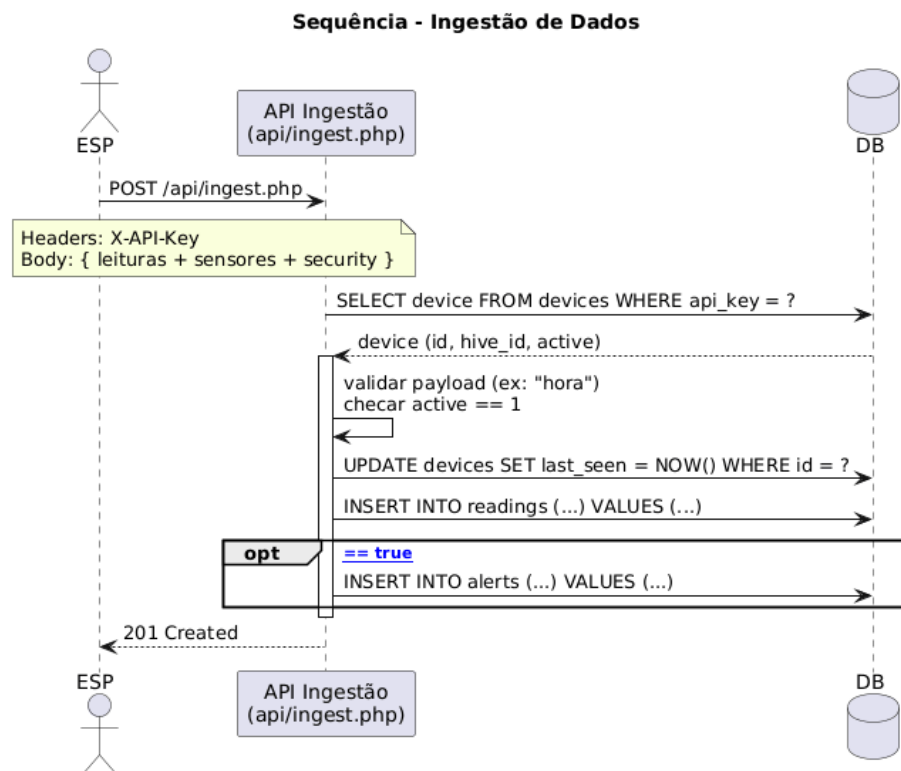 Sequência - Ingestão de Dados
ESP
API Ingestão
(api/ingest.php)
DB
POST /api/ingest.php
Headers: X-API-Key
Body: { leituras + sensores + security }
SELECT device FROM devices WHERE api_key = ?
device (id, hive_id, active)
validar payload (ex: "hora")
checar active == 1
UPDATE devices SET last_seen = NOW() WHERE id = ?
INSERT INTO readings (...) VALUES (...)
opt
== true
INSERT INTO alerts (...) VALUES (...)
201 Created
ESP
API Ingestão
(api/ingest.php)
DB